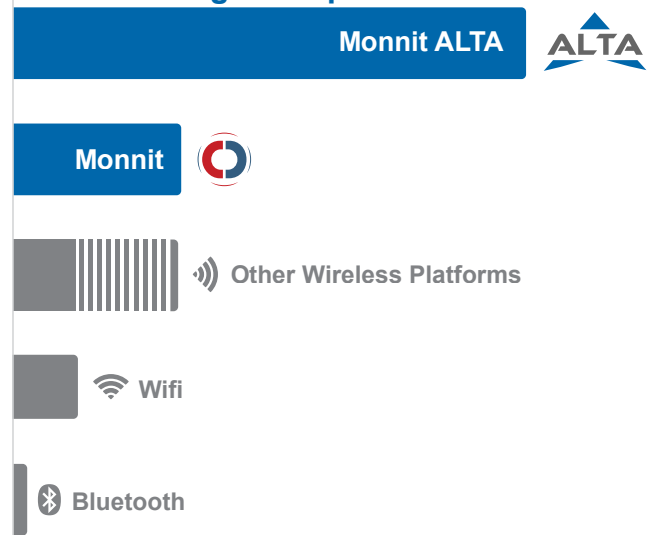 Monnit ALTA
ALTA
Monnit
Other Wireless Platforms
Wifi
Bluetooth